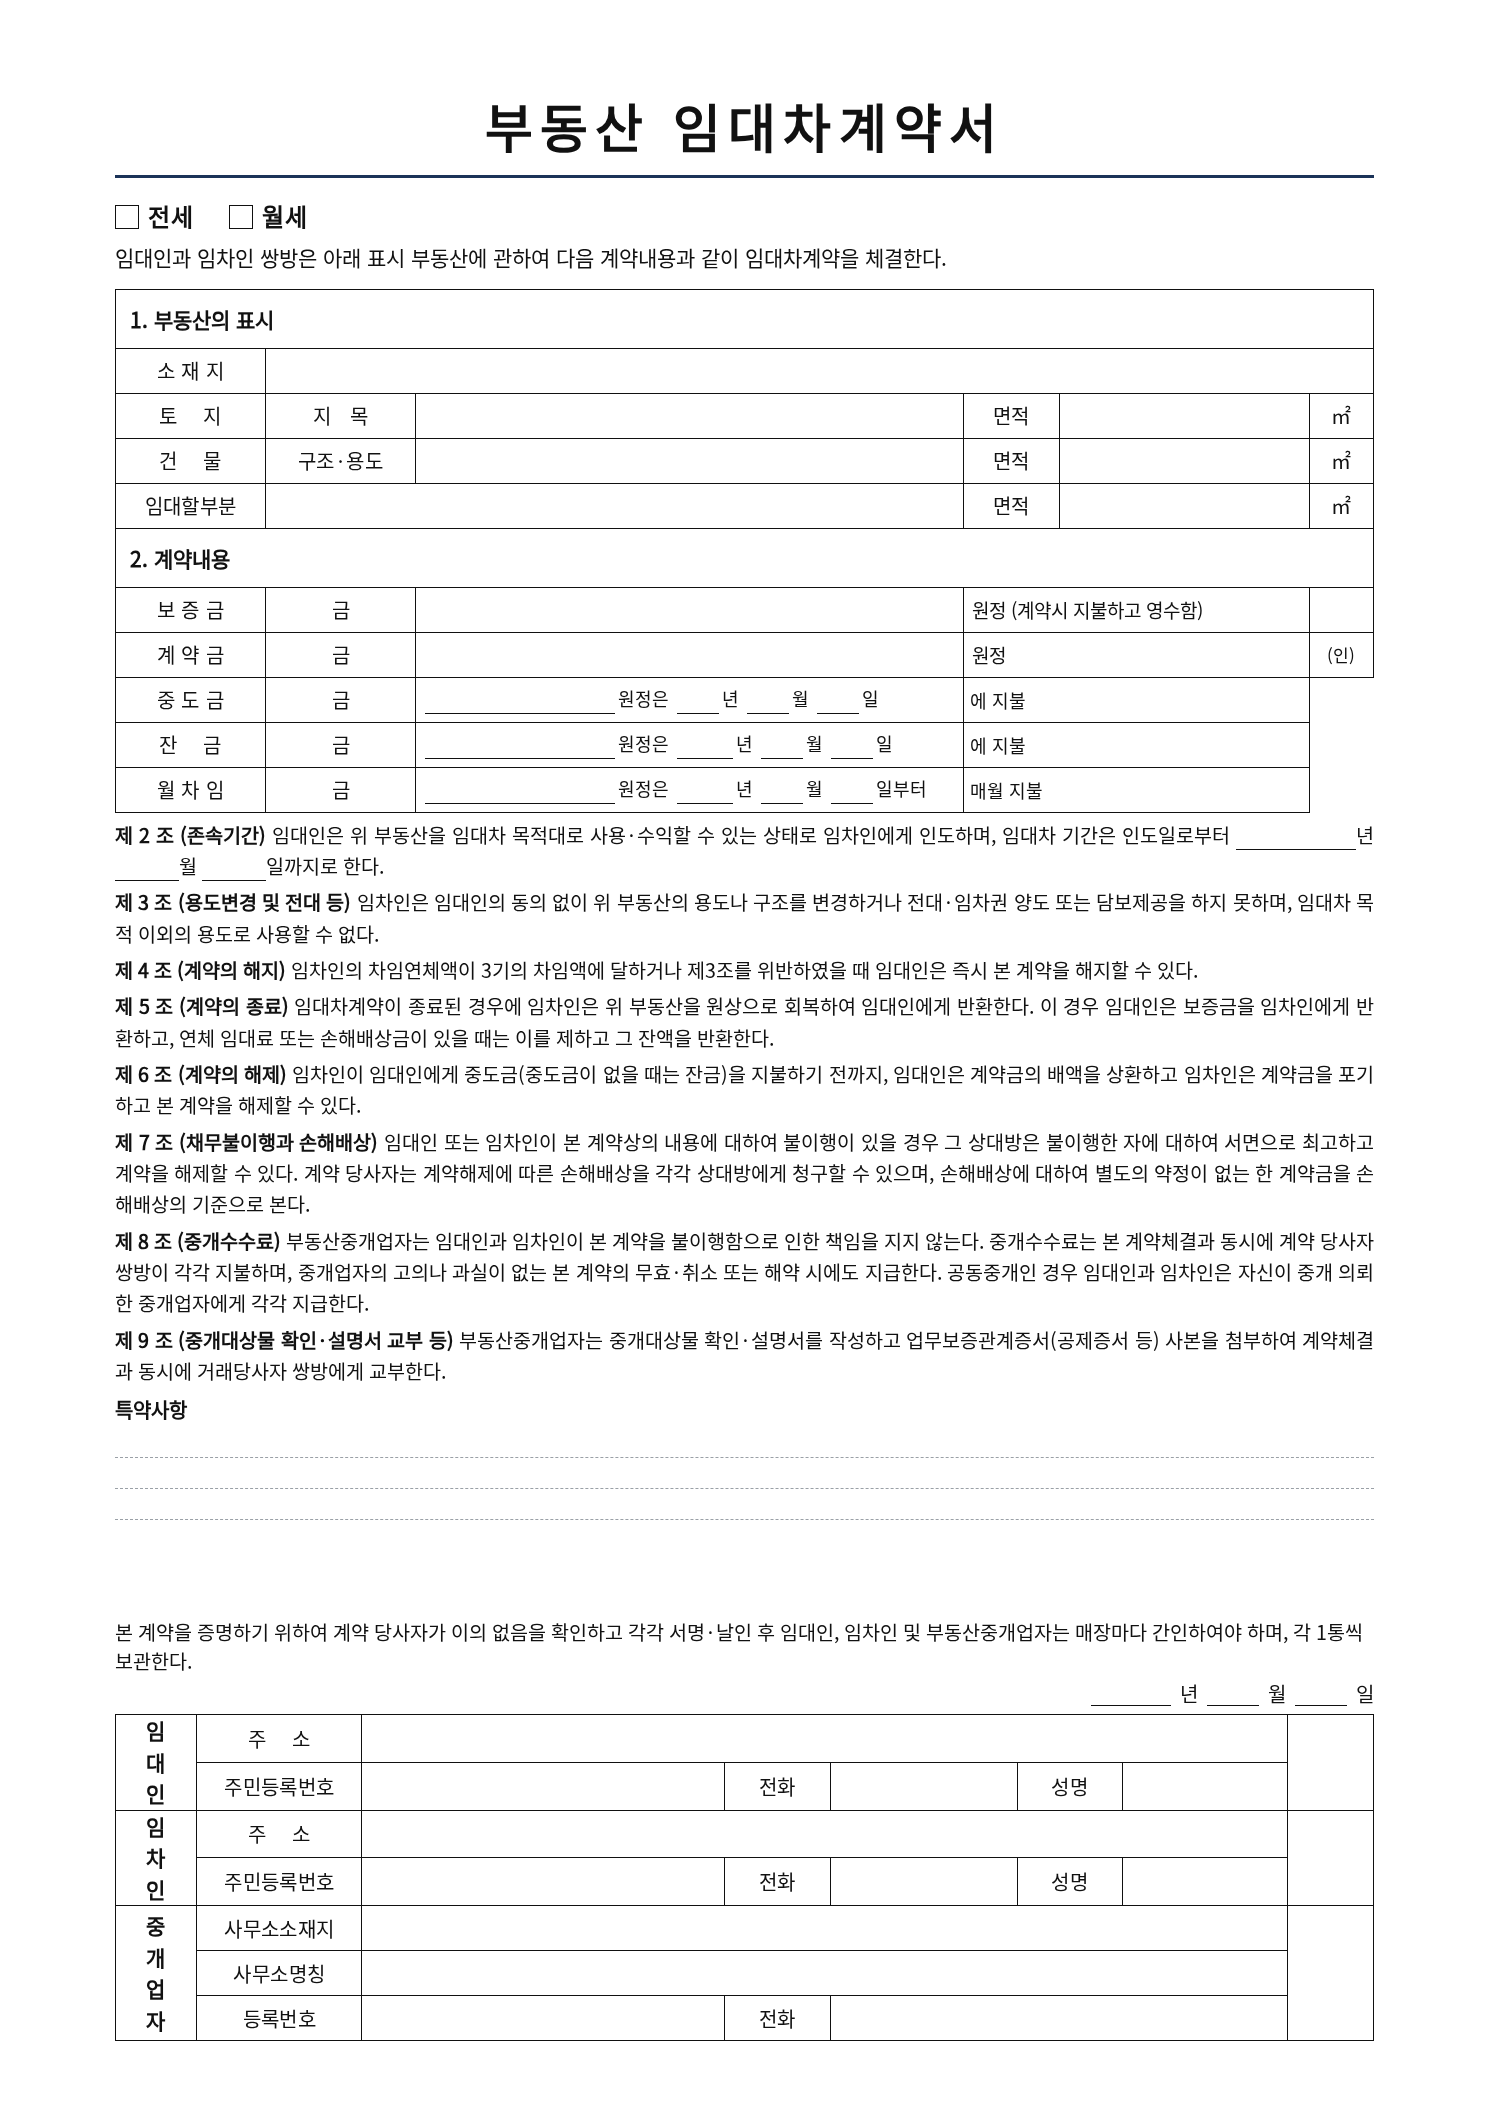 부동산 임대차계약서
전세 월세
임대인과 임차인 쌍방은 아래 표시 부동산에 관하여 다음 계약내용과 같이 임대차계약을 체결한다.
1. 부동산의 표시
소 재 지
토 지 지 목 면적 ㎡
건 물 구조·용도 면적 ㎡
임대할부분 면적 ㎡
2. 계약내용
보 증 금 금 원정 (계약시 지불하고 영수함)
계 약 금 금 원정 (인)
중 도 금 금 원정은 년 월 일 에 지불
잔 금 금 원정은 년 월 일 에 지불
월 차 임 금 원정은 년 월 일부터 매월 지불
제 2 조 (존속기간) 임대인은 위 부동산을 임대차 목적대로 사용·수익할 수 있는 상태로 임차인에게 인도하며, 임대차 기간은 인도일로부터 년
월 일까지로 한다.
제 3 조 (용도변경 및 전대 등) 임차인은 임대인의 동의 없이 위 부동산의 용도나 구조를 변경하거나 전대·임차권 양도 또는 담보제공을 하지 못하며, 임대차 목
적 이외의 용도로 사용할 수 없다.
제 4 조 (계약의 해지) 임차인의 차임연체액이 3기의 차임액에 달하거나 제3조를 위반하였을 때 임대인은 즉시 본 계약을 해지할 수 있다.
제 5 조 (계약의 종료) 임대차계약이 종료된 경우에 임차인은 위 부동산을 원상으로 회복하여 임대인에게 반환한다. 이 경우 임대인은 보증금을 임차인에게 반
환하고, 연체 임대료 또는 손해배상금이 있을 때는 이를 제하고 그 잔액을 반환한다.
제 6 조 (계약의 해제) 임차인이 임대인에게 중도금(중도금이 없을 때는 잔금)을 지불하기 전까지, 임대인은 계약금의 배액을 상환하고 임차인은 계약금을 포기
하고 본 계약을 해제할 수 있다.
제 7 조 (채무불이행과 손해배상) 임대인 또는 임차인이 본 계약상의 내용에 대하여 불이행이 있을 경우 그 상대방은 불이행한 자에 대하여 서면으로 최고하고
계약을 해제할 수 있다. 계약 당사자는 계약해제에 따른 손해배상을 각각 상대방에게 청구할 수 있으며, 손해배상에 대하여 별도의 약정이 없는 한 계약금을 손
해배상의 기준으로 본다.
제 8 조 (중개수수료) 부동산중개업자는 임대인과 임차인이 본 계약을 불이행함으로 인한 책임을 지지 않는다. 중개수수료는 본 계약체결과 동시에 계약 당사자
쌍방이 각각 지불하며, 중개업자의 고의나 과실이 없는 본 계약의 무효·취소 또는 해약 시에도 지급한다. 공동중개인 경우 임대인과 임차인은 자신이 중개 의뢰
한 중개업자에게 각각 지급한다.
제 9 조 (중개대상물 확인·설명서 교부 등) 부동산중개업자는 중개대상물 확인·설명서를 작성하고 업무보증관계증서(공제증서 등) 사본을 첨부하여 계약체결
과 동시에 거래당사자 쌍방에게 교부한다.
특약사항
본 계약을 증명하기 위하여 계약 당사자가 이의 없음을 확인하고 각각 서명·날인 후 임대인, 임차인 및 부동산중개업자는 매장마다 간인하여야 하며, 각 1통씩
보관한다.
년 월 일
임
대
인
주 소
주민등록번호 전화 성명
임
차
인
주 소
주민등록번호 전화 성명
중
개
업
자
사무소소재지
사무소명칭
등록번호 전화